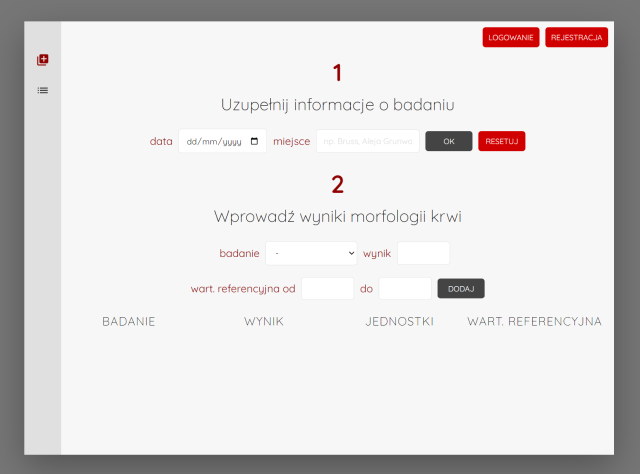 LOGOWANIE REJESTRACJA
1
Uzupełnij informacje o badaniu
data dd/mm/yyyy miejsce np. Bruss, Aleja Grunwa OK RESETUJ
2
Wprowadź wyniki morfologii krwi
badanie - wynik
wart. referencyjna od do DODAJ
BADANIE WYNIK JEDNOSTKI WART. REFERENCYJNA